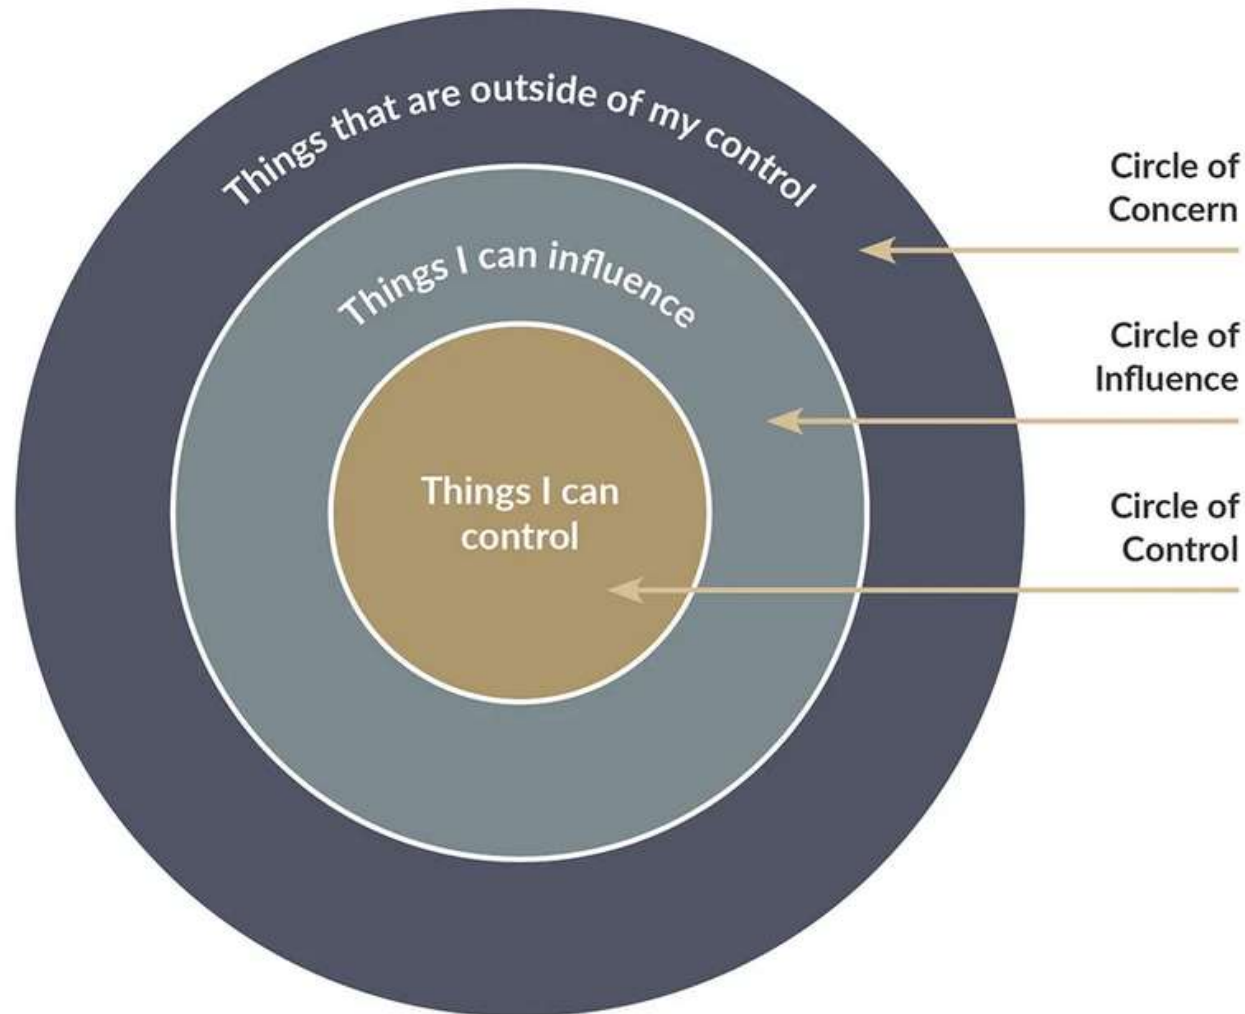 Things that are outside of my control
Things I can influence
Things I can
control
Circle of
Concern
Circle of
Influence
Circle of
Control